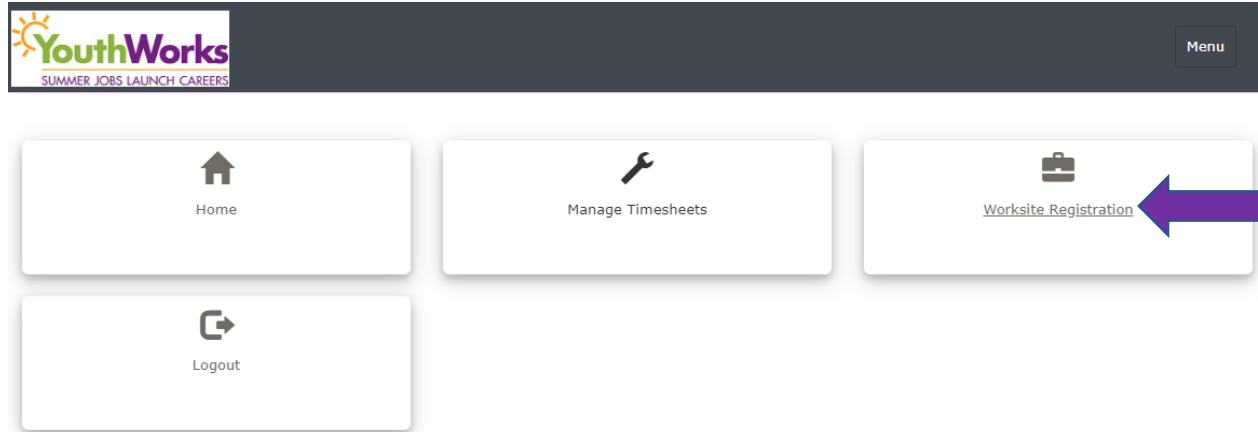 YouthWorks
SUMMER JOBS LAUNCH CAREERS
Menu
Home
Manage Timesheets
Worksite Registration
Logout